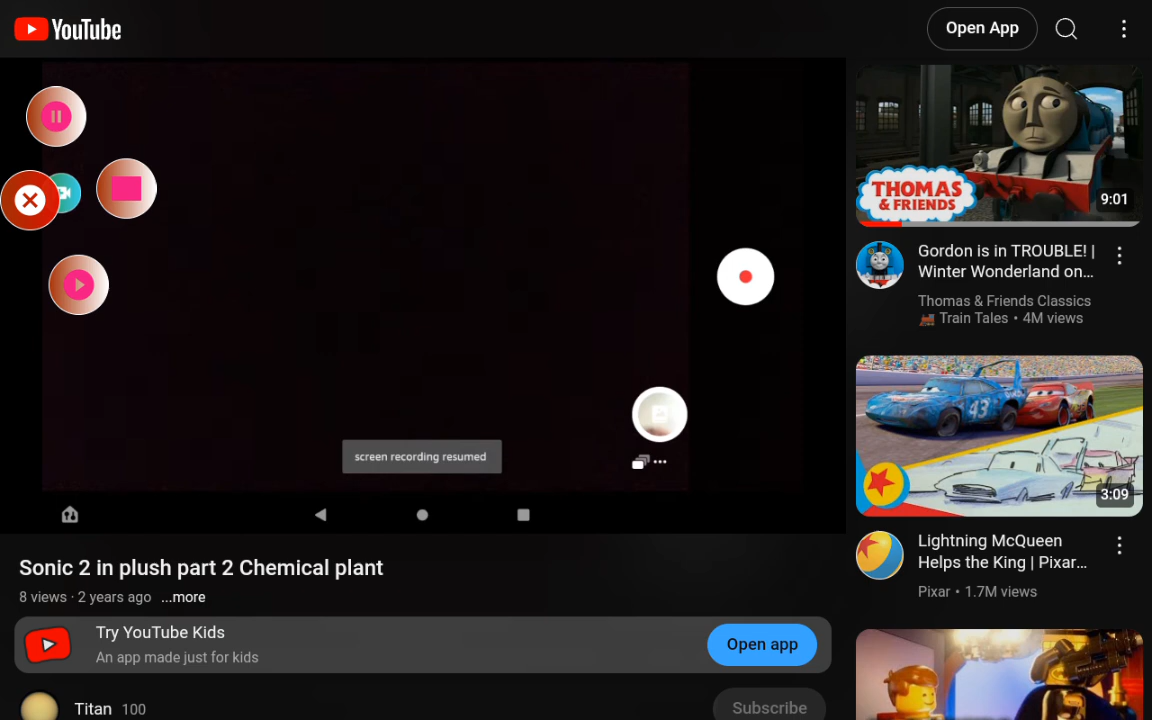 YouTube
Open App
screen recording resumed
Sonic 2 in plush part 2 Chemical plant
8 views · 2 years ago ...more
Try YouTube Kids
An app made just for kids
Open app
Titan 100
Subscribe
THOMAS
& FRIENDS
9:01
Gordon is in TROUBLE! |
Winter Wonderland on...
Thomas & Friends Classics
🚂 Train Tales • 4M views
43
3:09
Lightning McQueen
Helps the King | Pixar...
Pixar • 1.7M views